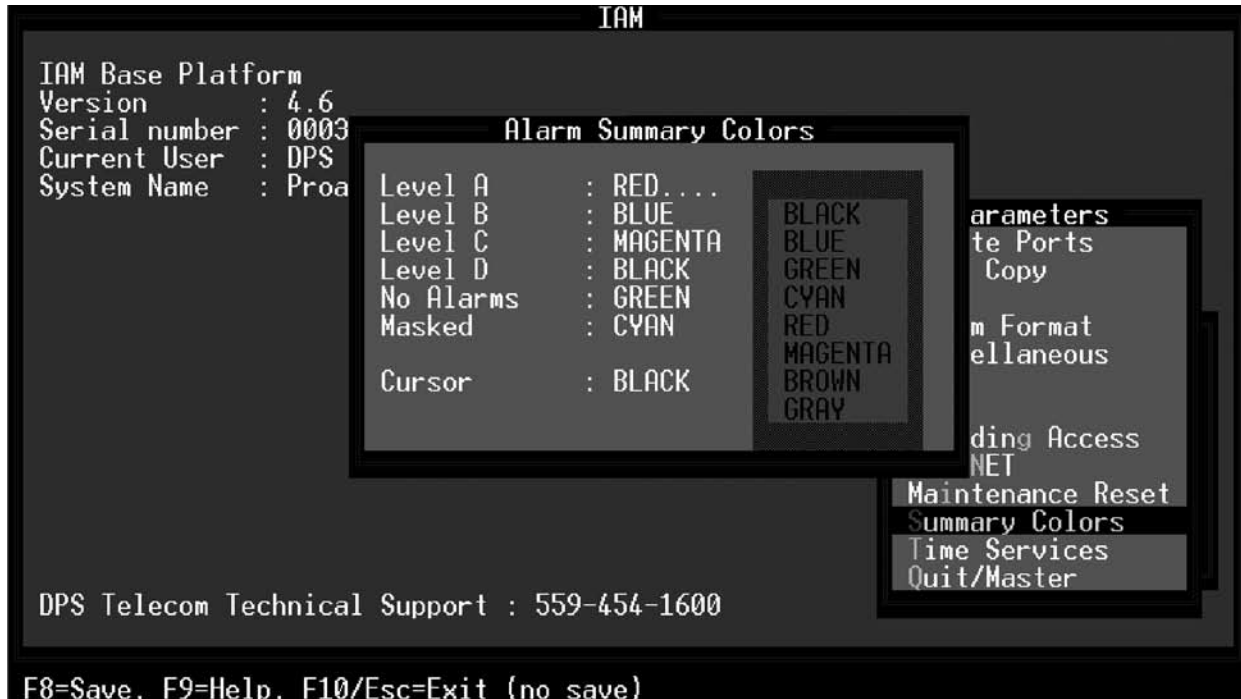 IAM
IAM Base Platform
Version : 4.6
Serial number : 0003
Current User : DPS
System Name : Proa
Alarm Summary Colors
Level A : RED....
Level B : BLUE
Level C : MAGENTA
Level D : BLACK
No Alarms : GREEN
Masked : CYAN
Cursor : BLACK
BLACK
BLUE
GREEN
CYAN
RED
MAGENTA
BROWN
GRAY
arameters
te Ports
Copy
m Format
ellaneous
ding Access
NET
Maintenance Reset
Summary Colors
Time Services
Quit/Master
DPS Telecom Technical Support : 559-454-1600
F8=Save, F9=Help, F10/Esc=Exit (no save)